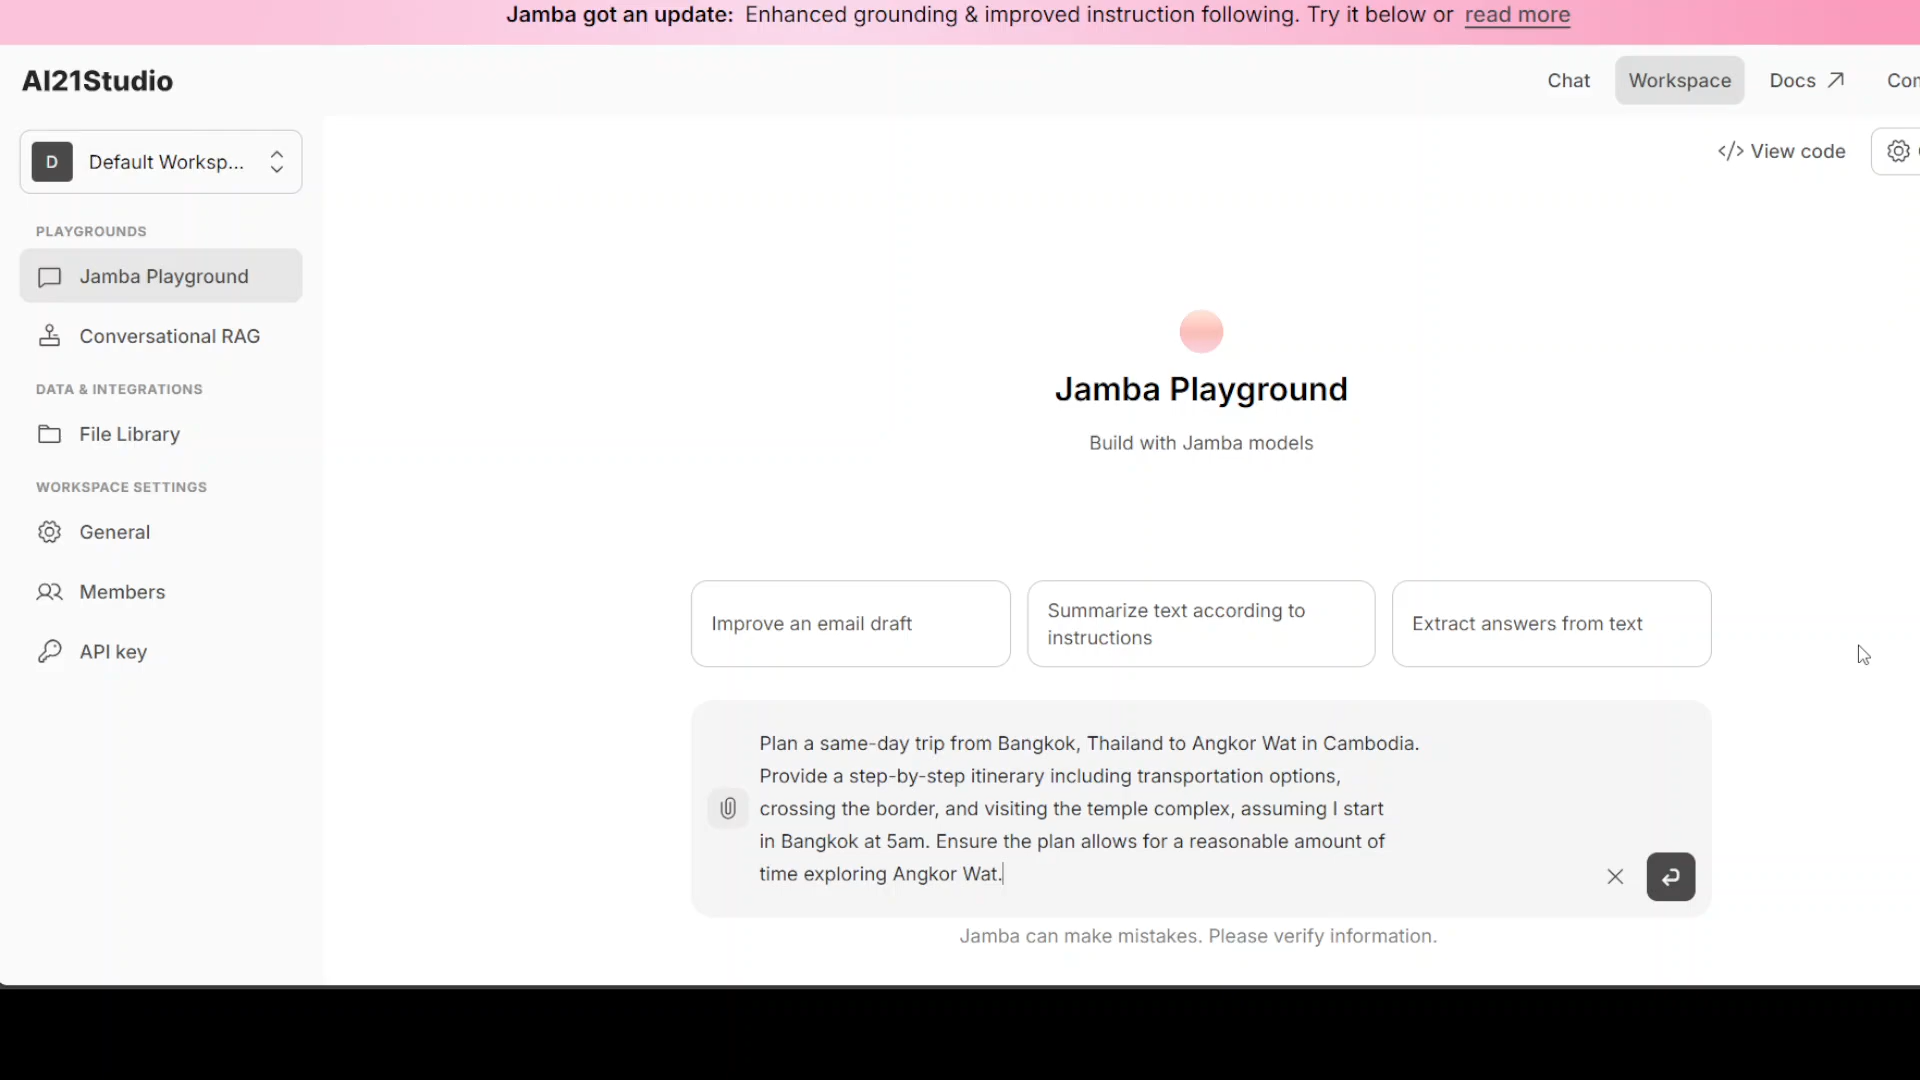 Jamba got an update: Enhanced grounding & improved instruction following. Try it below or read more
AI21Studio
Chat
Workspace
Docs
D
Default Worksp...
View code
PLAYGROUNDS
Jamba Playground
Conversational RAG
DATA & INTEGRATIONS
File Library
WORKSPACE SETTINGS
General
Members
API key
Jamba Playground
Build with Jamba models
Improve an email draft
Summarize text according to
instructions
Extract answers from text
Plan a same-day trip from Bangkok, Thailand to Angkor Wat in Cambodia.
Provide a step-by-step itinerary including transportation options,
crossing the border, and visiting the temple complex, assuming I start
in Bangkok at 5am. Ensure the plan allows for a reasonable amount of
time exploring Angkor Wat.
Jamba can make mistakes. Please verify information.